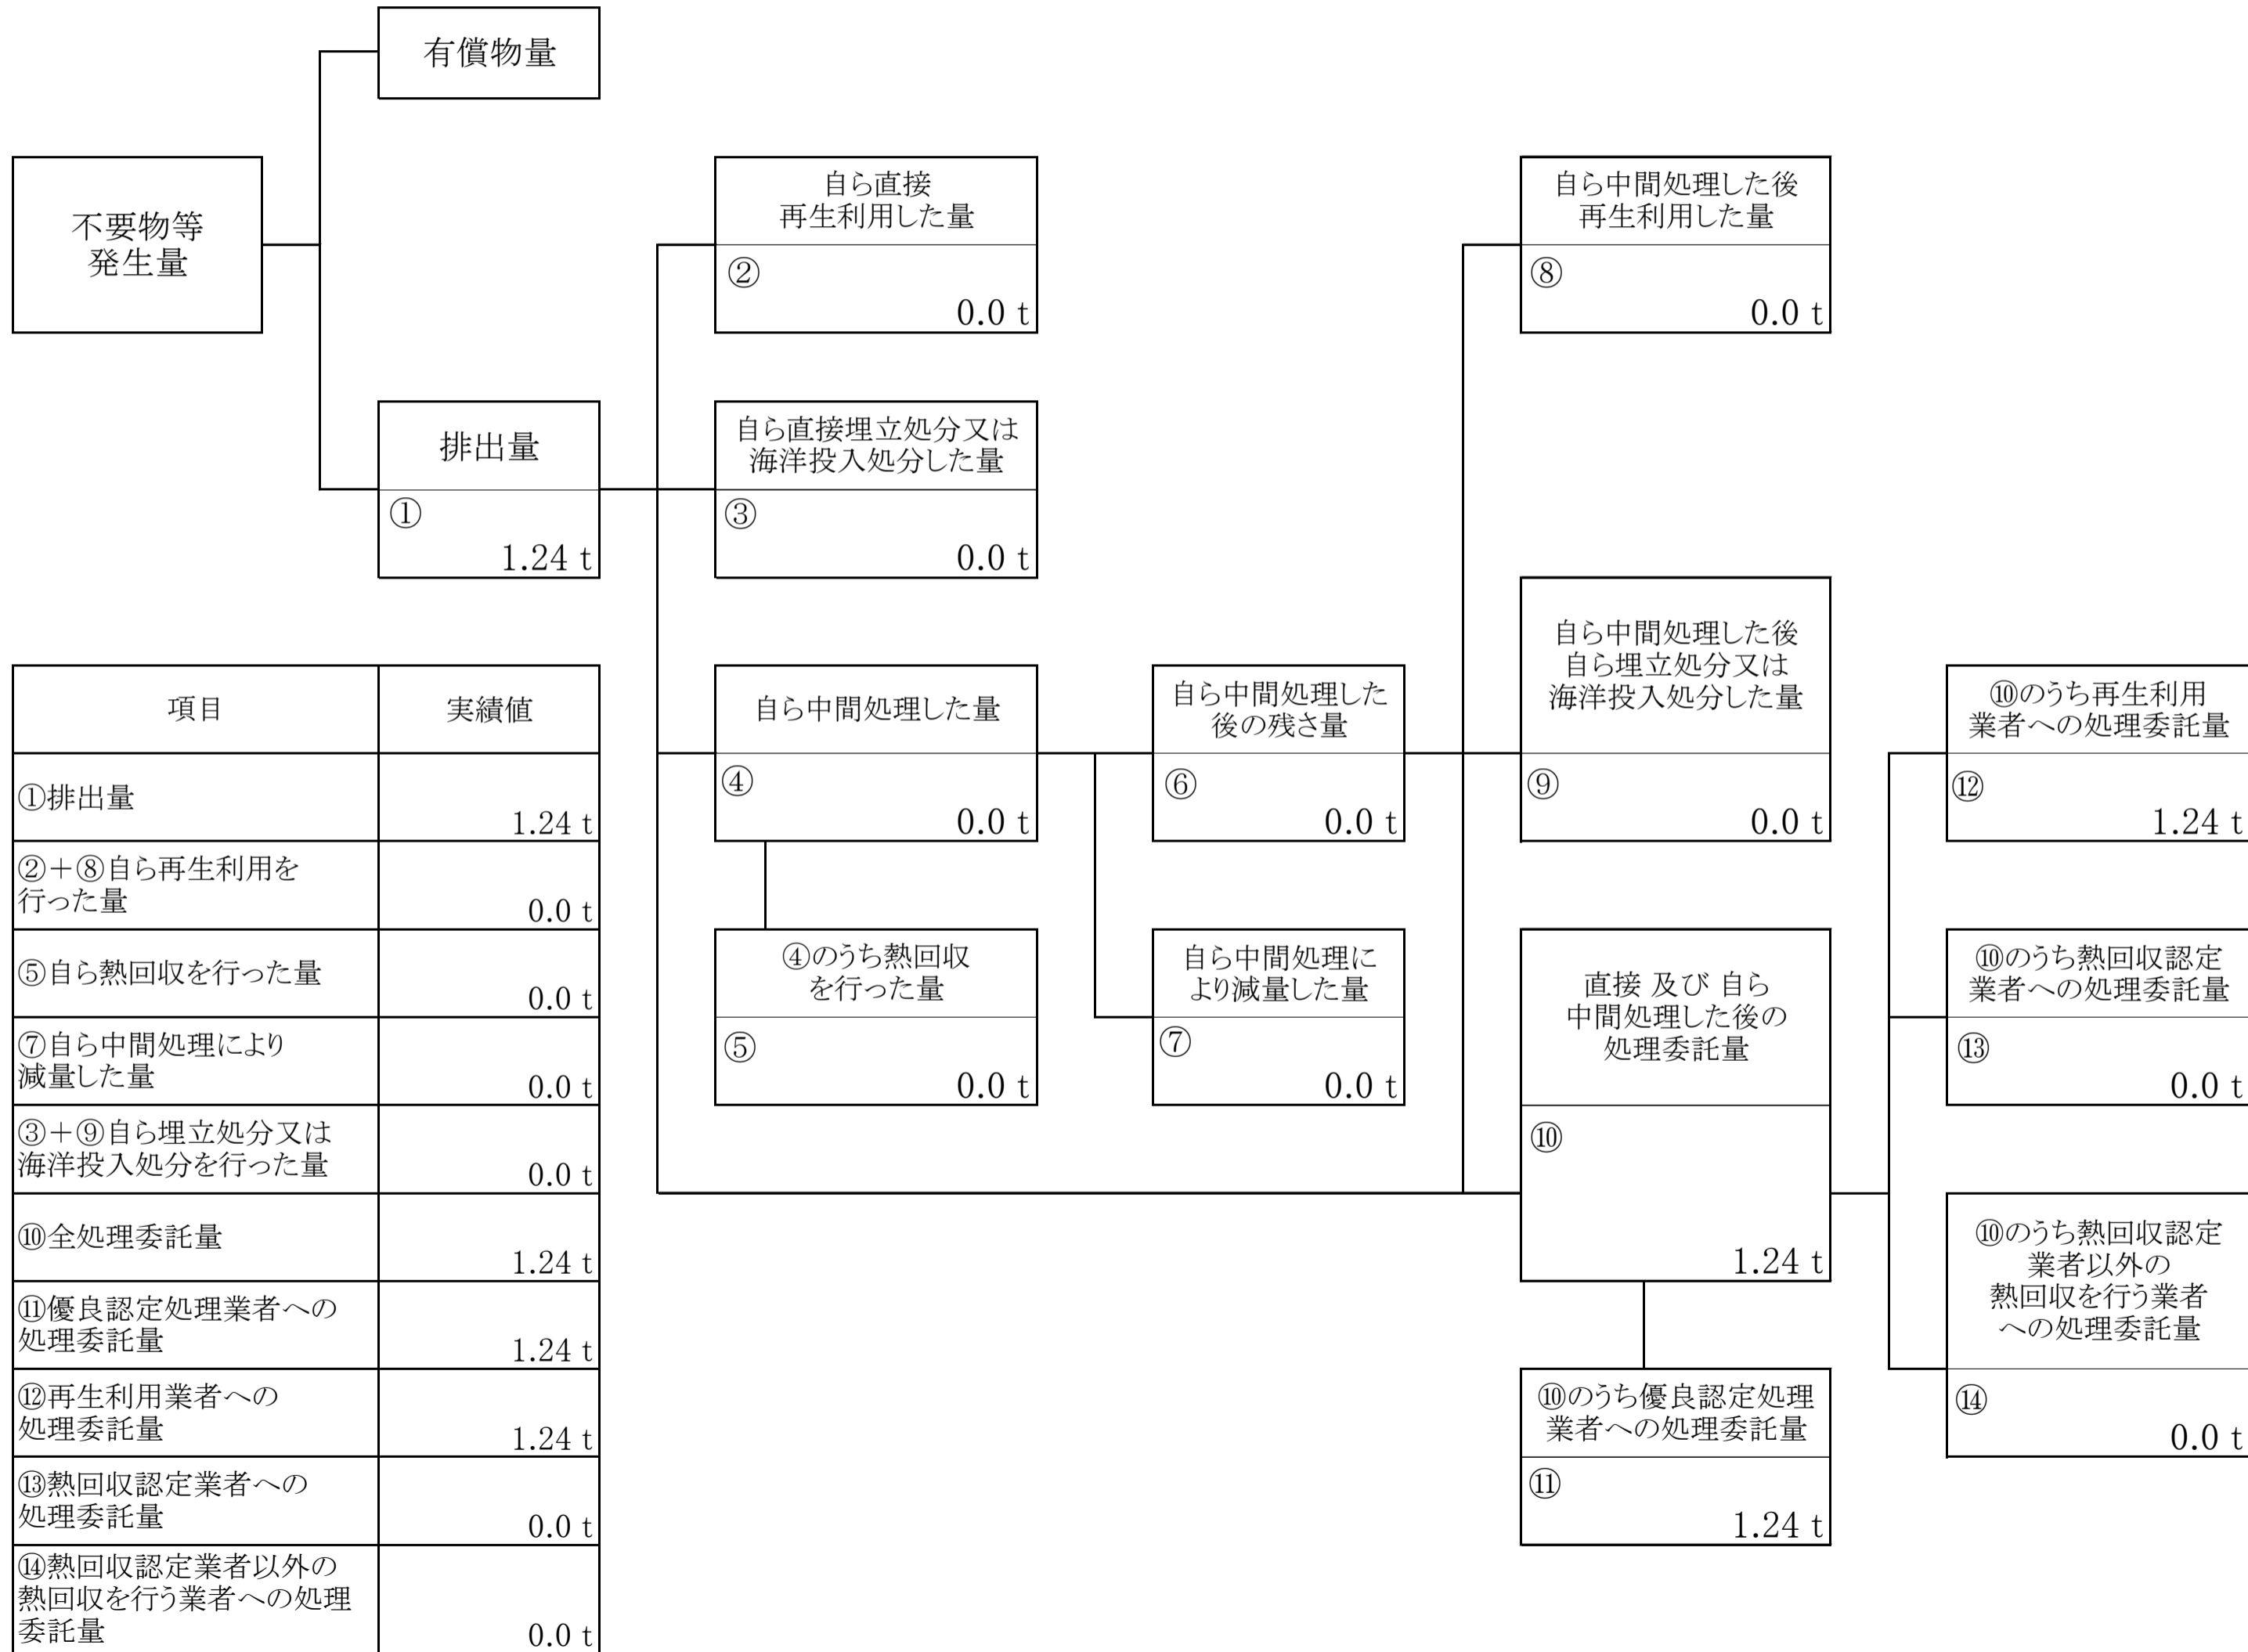 有償物量
不要物等
発生量
自ら直接
再生利用した量
②
0.0 t
自ら中間処理した後
再生利用した量
⑧
0.0 t
排出量
①
1.24 t
自ら直接埋立処分又は
海洋投入処分した量
③
0.0 t
自ら中間処理した量
④
0.0 t
自ら中間処理した
後の残さ量
⑥
0.0 t
自ら中間処理した後
自ら埋立処分又は
海洋投入処分した量
⑨
0.0 t
⑩のうち再生利用
業者への処理委託量
⑫
1.24 t
④のうち熱回収
を行った量
⑤
0.0 t
自ら中間処理に
より減量した量
⑦
0.0 t
直接 及び 自ら
中間処理した後の
処理委託量
⑩
1.24 t
⑩のうち熱回収認定
業者への処理委託量
⑬
0.0 t
⑩のうち熱回収認定
業者以外の
熱回収を行う業者
への処理委託量
⑭
0.0 t
⑩のうち優良認定処理
業者への処理委託量
⑪
1.24 t
項目 実績値
①排出量
1.24 t
②＋⑧自ら再生利用を
行った量
0.0 t
⑤自ら熱回収を行った量
0.0 t
⑦自ら中間処理により
減量した量
0.0 t
③＋⑨自ら埋立処分又は
海洋投入処分を行った量
0.0 t
⑩全処理委託量
1.24 t
⑪優良認定処理業者への
処理委託量
1.24 t
⑫再生利用業者への
処理委託量
1.24 t
⑬熱回収認定業者への
処理委託量
0.0 t
⑭熱回収認定業者以外の
熱回収を行う業者への処理
委託量
0.0 t